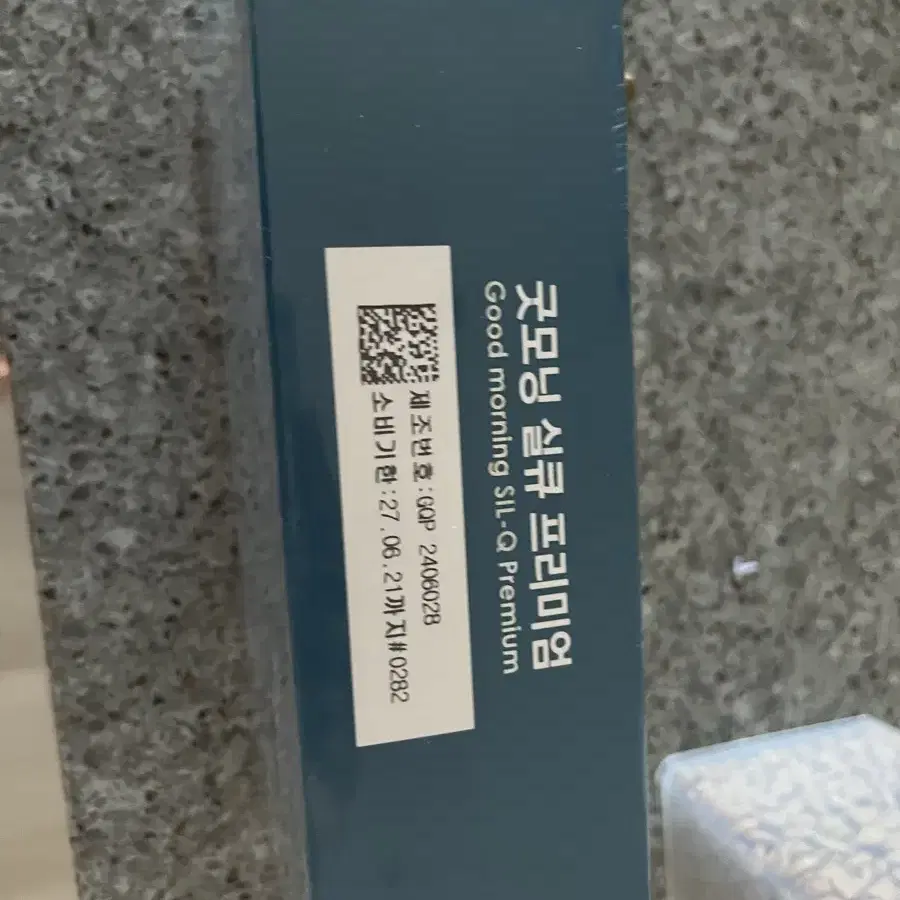 굿모닝 실큐 프리미엄
Good morning SIL-Q Premium
제조번호:GQP 2406028
소비기한:27.06.21까지#0282